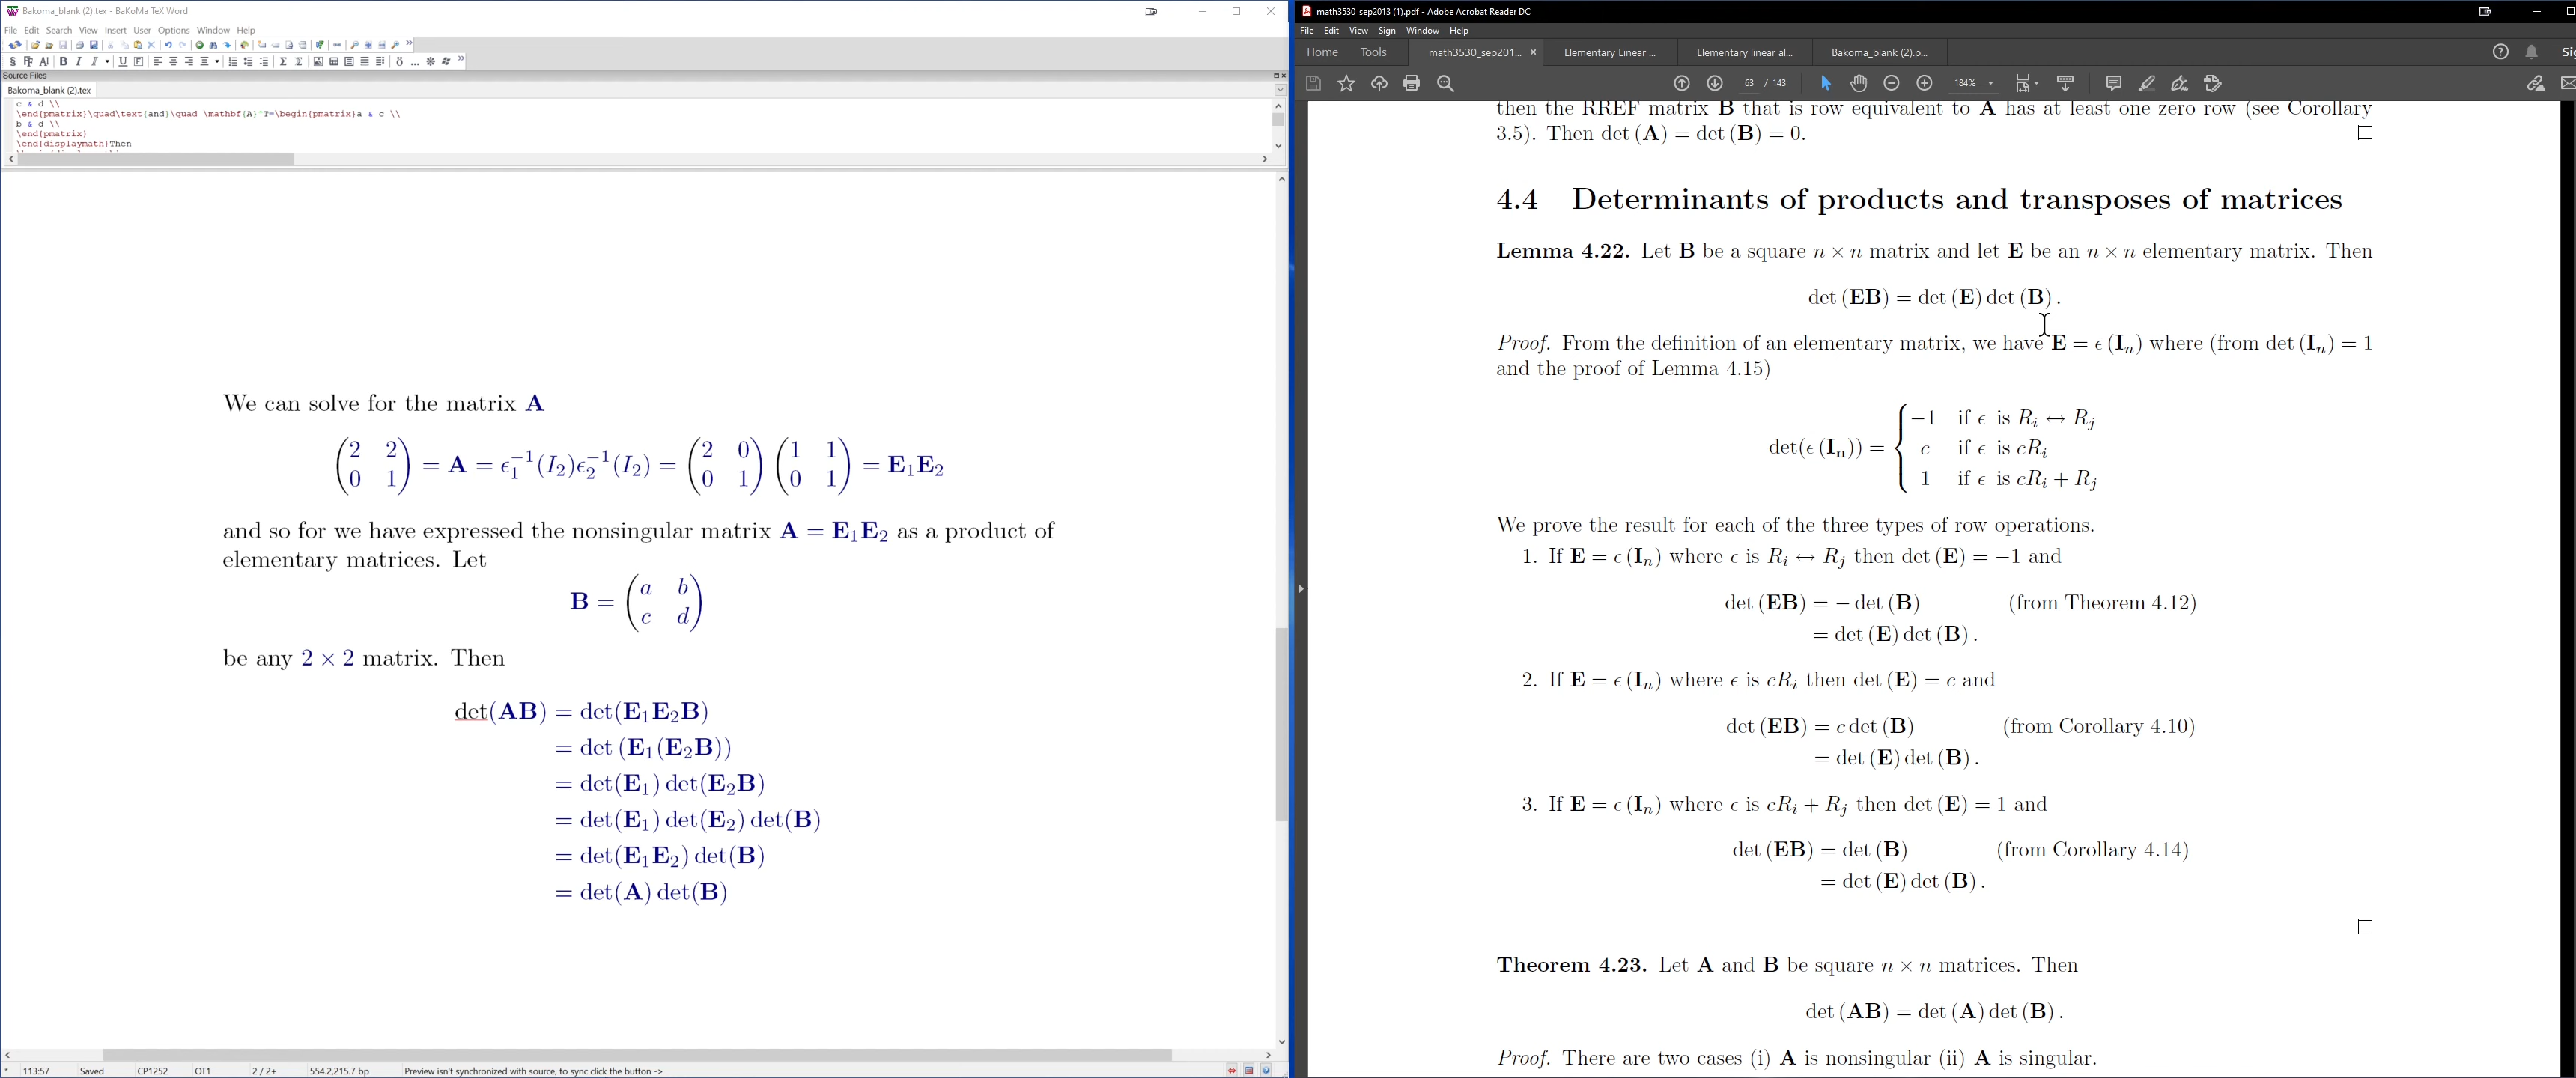 Bakoma_blank (2).tex - BaKoMa TeX Word
File Edit Search View Insert User Options Window Help
Source Files
Bakoma_blank (2).tex
c & d \\
\end{pmatrix}\quad\text{and}\quad \mathbf{A}^T=\begin{pmatrix}a & c \\
b & d \\
\end{pmatrix}
\end{displaymath}Then
We can solve for the matrix A
(2 2; 0 1) = A = ϵ₁⁻¹(I₂)ϵ₂⁻¹(I₂) = (2 0; 0 1) (1 1; 0 1) = E₁E₂
and so for we have expressed the nonsingular matrix A = E₁E₂ as a product of
elementary matrices. Let
B = (a b; c d)
be any 2 × 2 matrix. Then
det(AB) = det(E₁E₂B)
= det (E₁(E₂B))
= det(E₁) det(E₂B)
= det(E₁) det(E₂) det(B)
= det(E₁E₂) det(B)
= det(A) det(B)
113:57 Saved CP1252 OT1 2 / 2+ 554.2,215.7 bp Preview isn't synchronized with source, to sync click the button ->
math3530_sep2013 (1).pdf - Adobe Acrobat Reader DC
File Edit View Sign Window Help
Home Tools math3530_sep201... × Elementary Linear ... Elementary linear al... Bakoma_blank (2).p...
63 / 143 184%
then the RREF matrix B that is row equivalent to A has at least one zero row (see Corollary
3.5). Then det (A) = det (B) = 0. □
4.4 Determinants of products and transposes of matrices
Lemma 4.22. Let B be a square n × n matrix and let E be an n × n elementary matrix. Then
det (EB) = det (E) det (B) .
Proof. From the definition of an elementary matrix, we have E = ϵ (Iₙ) where (from det (Iₙ) = 1
and the proof of Lemma 4.15)
det(ϵ (Iₙ)) = { −1 if ϵ is Rᵢ ↔ Rⱼ
c if ϵ is cRᵢ
1 if ϵ is cRᵢ + Rⱼ
We prove the result for each of the three types of row operations.
1. If E = ϵ (Iₙ) where ϵ is Rᵢ ↔ Rⱼ then det (E) = −1 and
det (EB) = − det (B) (from Theorem 4.12)
= det (E) det (B) .
2. If E = ϵ (Iₙ) where ϵ is cRᵢ then det (E) = c and
det (EB) = c det (B) (from Corollary 4.10)
= det (E) det (B) .
3. If E = ϵ (Iₙ) where ϵ is cRᵢ + Rⱼ then det (E) = 1 and
det (EB) = det (B) (from Corollary 4.14)
= det (E) det (B) .
□
Theorem 4.23. Let A and B be square n × n matrices. Then
det (AB) = det (A) det (B) .
Proof. There are two cases (i) A is nonsingular (ii) A is singular.